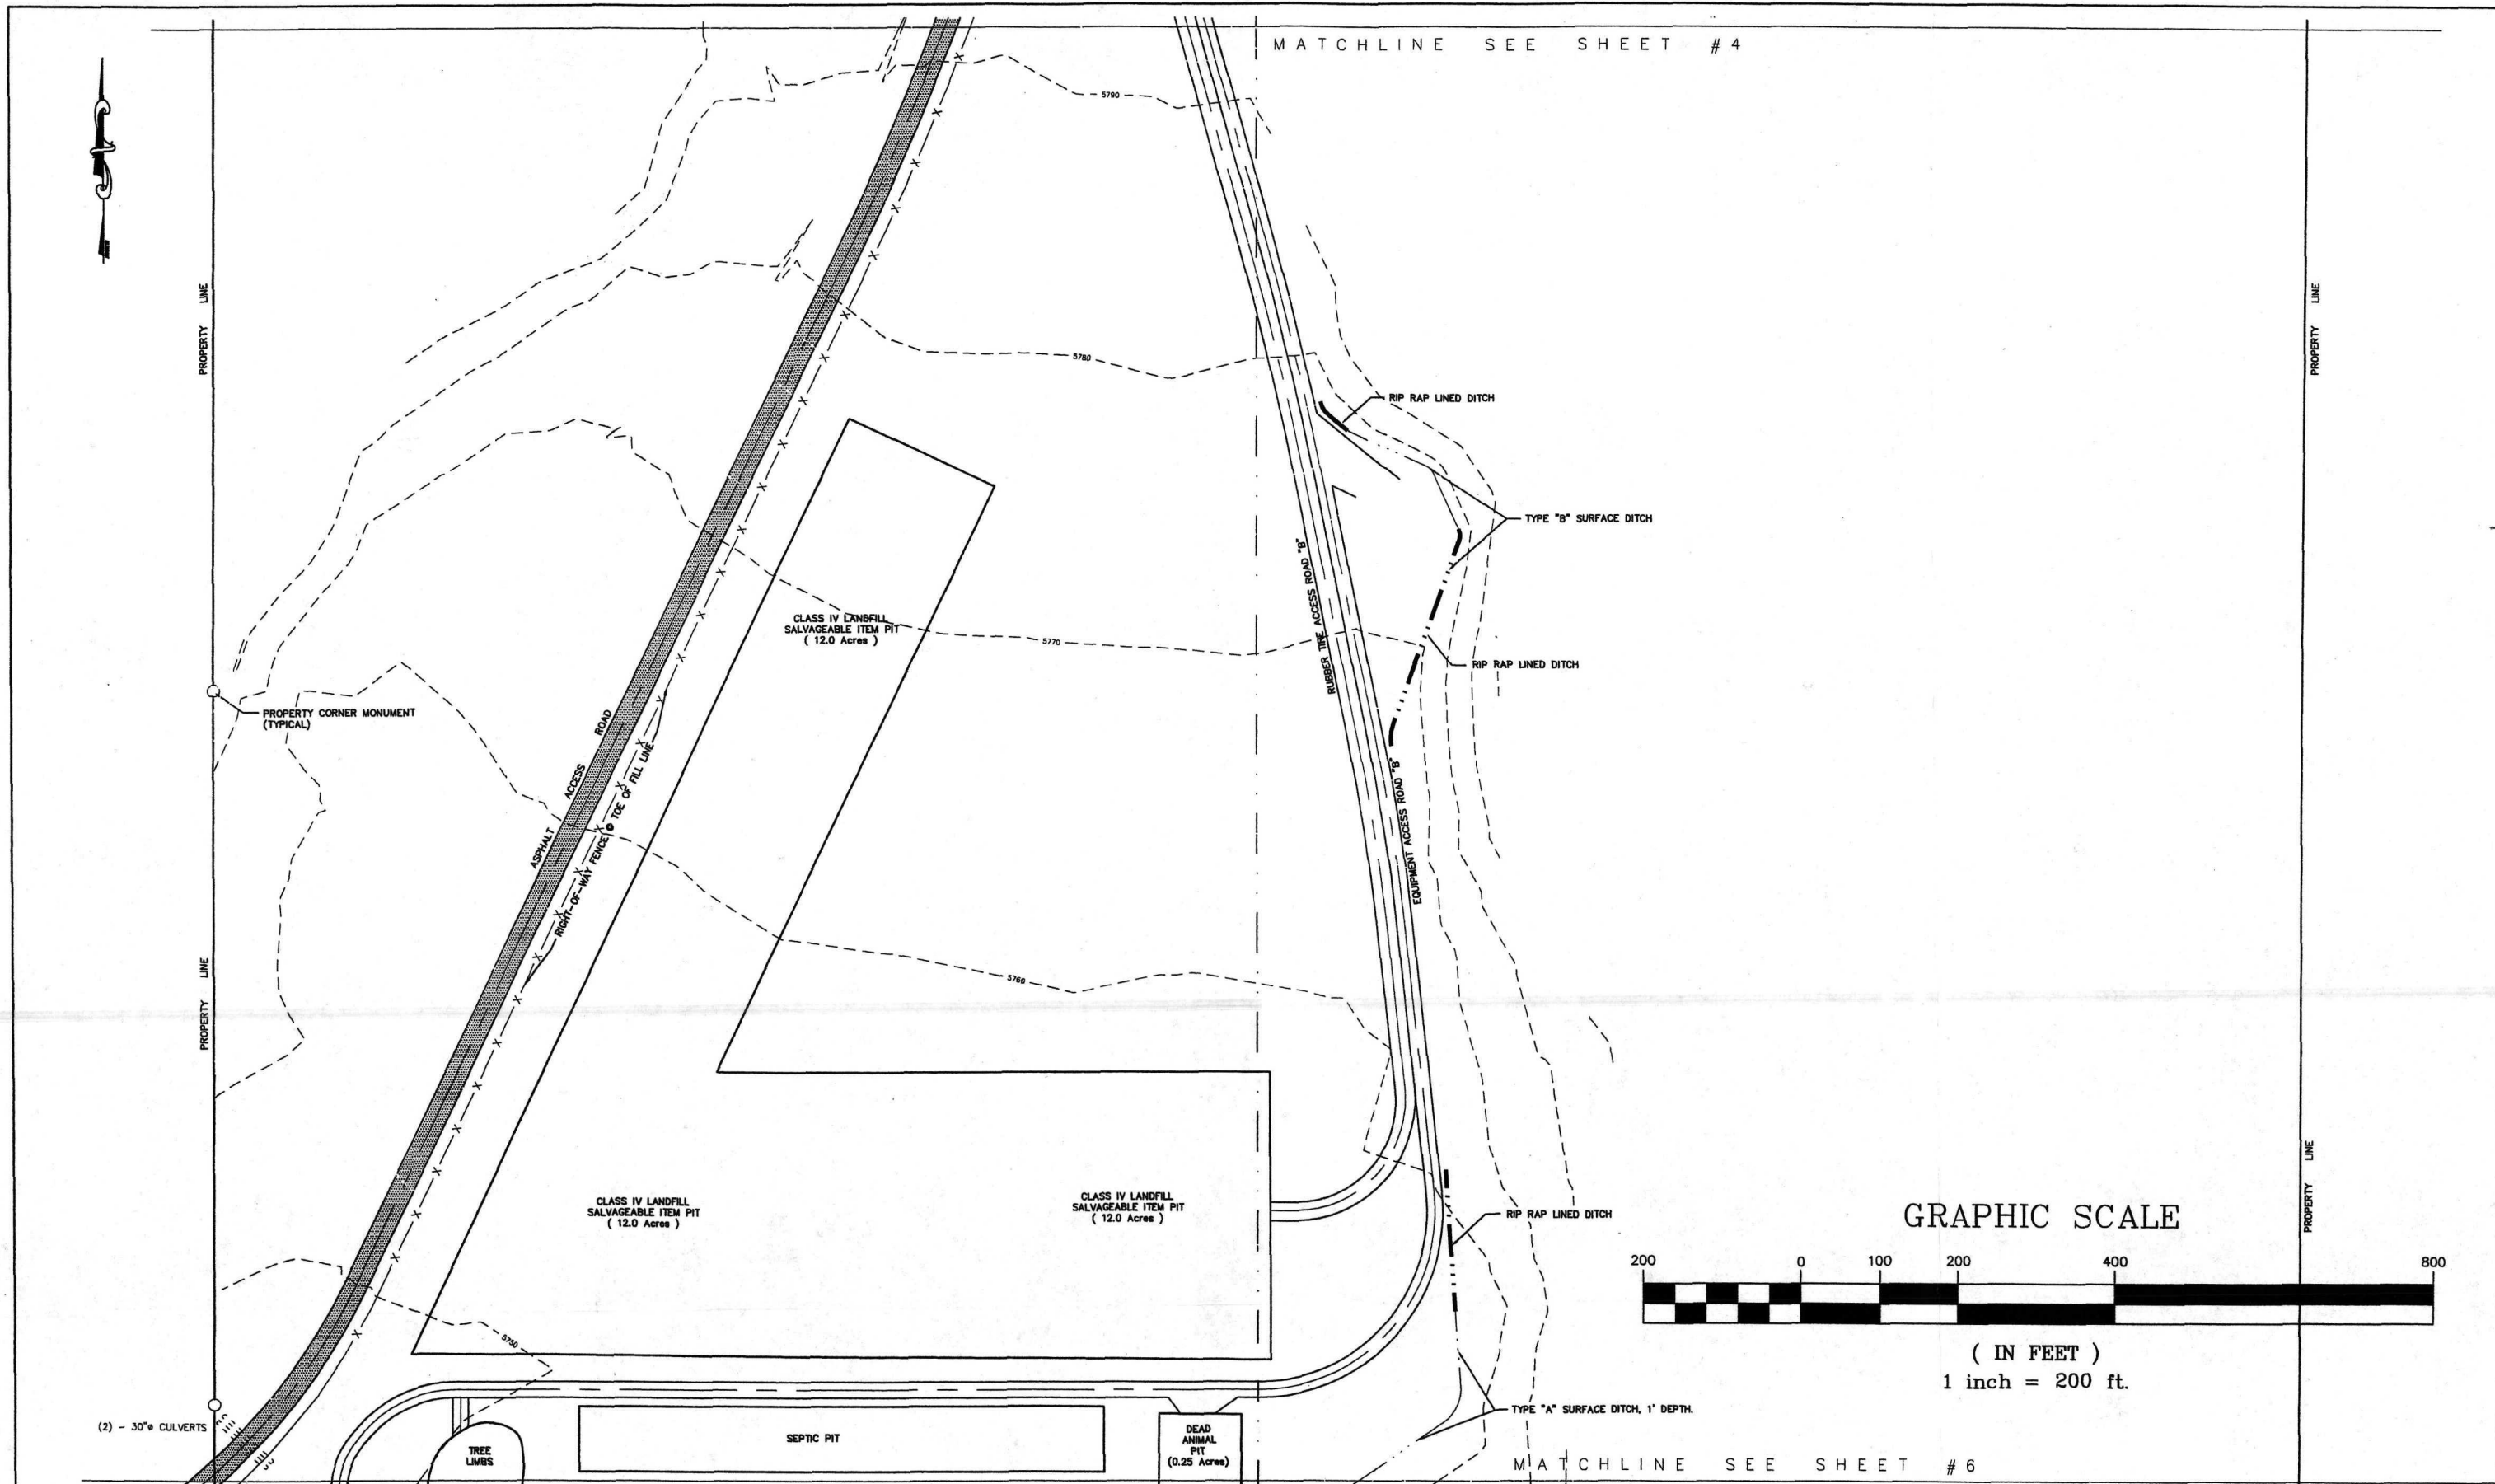 MATCHLINE SEE SHEET #4
5790
PROPERTY LINE
PROPERTY LINE
5780
RIP RAP LINED DITCH
TYPE "B" SURFACE DITCH
RUBBER TIRE ACCESS ROAD "B"
CLASS IV LANDFILL
SALVAGEABLE ITEM PIT
( 12.0 Acres )
5770
RIP RAP LINED DITCH
PROPERTY CORNER MONUMENT
(TYPICAL)
ASPHALT ACCESS ROAD
RIGHT-OF-WAY FENCE @ TOE OF FILL LINE
EQUIPMENT ACCESS ROAD "B"
PROPERTY LINE
5760
CLASS IV LANDFILL
SALVAGEABLE ITEM PIT
( 12.0 Acres )
CLASS IV LANDFILL
SALVAGEABLE ITEM PIT
( 12.0 Acres )
RIP RAP LINED DITCH
PROPERTY LINE
GRAPHIC SCALE
200 0 100 200 400 800
( IN FEET )
1 inch = 200 ft.
5750
(2) - 30"ø CULVERTS
TREE
LIMBS
SEPTIC PIT
DEAD
ANIMAL
PIT
(0.25 Acres)
TYPE "A" SURFACE DITCH, 1' DEPTH.
MATCHLINE SEE SHEET #6